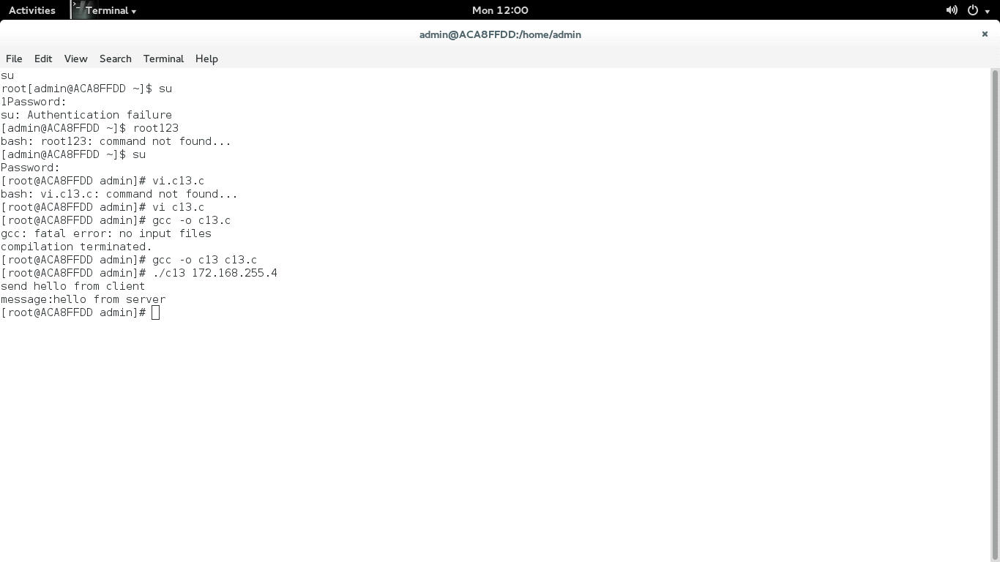 Activities Terminal Mon 12:00
admin@ACA8FFDD:/home/admin
File Edit View Search Terminal Help
su
root[admin@ACA8FFDD ~]$ su
1Password:
su: Authentication failure
[admin@ACA8FFDD ~]$ root123
bash: root123: command not found...
[admin@ACA8FFDD ~]$ su
Password:
[root@ACA8FFDD admin]# vi.c13.c
bash: vi.c13.c: command not found...
[root@ACA8FFDD admin]# vi c13.c
[root@ACA8FFDD admin]# gcc -o c13.c
gcc: fatal error: no input files
compilation terminated.
[root@ACA8FFDD admin]# gcc -o c13 c13.c
[root@ACA8FFDD admin]# ./c13 172.168.255.4
send hello from client
message:hello from server
[root@ACA8FFDD admin]#